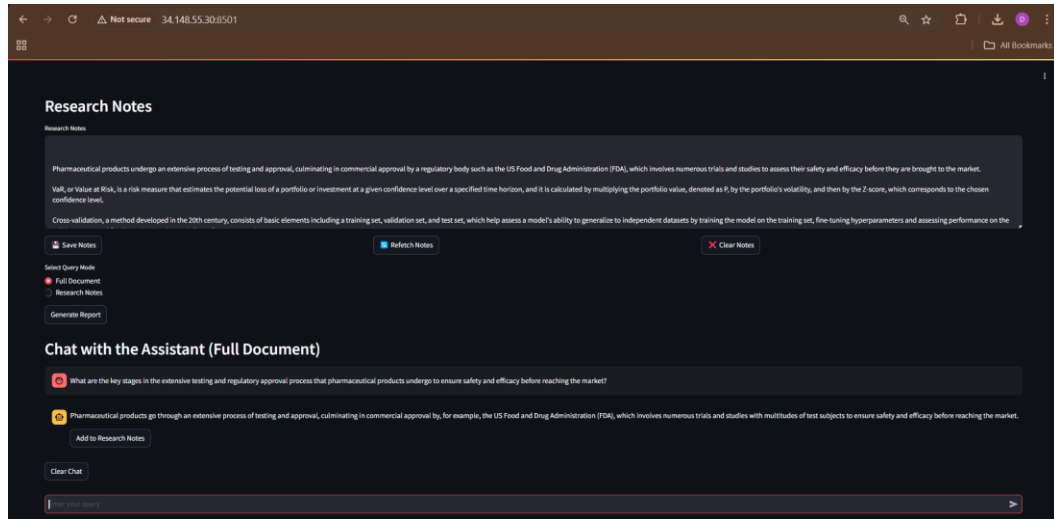 Not secure 34.148.55.30:8501
D
All Bookmarks
Research Notes
Research Notes
Pharmaceutical products undergo an extensive process of testing and approval, culminating in commercial approval by a regulatory body such as the US Food and Drug Administration (FDA), which involves numerous trials and studies to assess their safety and efficacy before they are brought to the market.
VaR, or Value at Risk, is a risk measure that estimates the potential loss of a portfolio or investment at a given confidence level over a specified time horizon, and it is calculated by multiplying the portfolio value, denoted as P, by the portfolio's volatility, and then by the Z-score, which corresponds to the chosen
confidence level.
Cross-validation, a method developed in the 20th century, consists of basic elements including a training set, validation set, and test set, which help assess a model's ability to generalize to independent datasets by training the model on the training set, fine-tuning hyperparameters and assessing performance on the
Save Notes
Refetch Notes
Clear Notes
Select Query Mode
Full Document
Research Notes
Generate Report
Chat with the Assistant (Full Document)
What are the key stages in the extensive testing and regulatory approval process that pharmaceutical products undergo to ensure safety and efficacy before reaching the market?
Pharmaceutical products go through an extensive process of testing and approval, culminating in commercial approval by, for example, the US Food and Drug Administration (FDA), which involves numerous trials and studies with multitudes of test subjects to ensure safety and efficacy before reaching the market.
Add to Research Notes
Clear Chat
Enter your query: